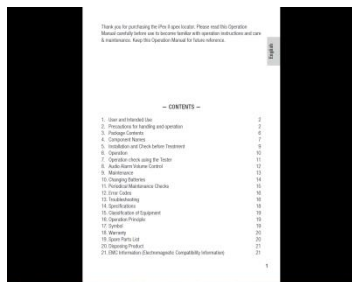 Thank you for purchasing the iPex II apex locator. Please read this Operation
Manual carefully before use to become familiar with operation instructions and care
& maintenance. Keep this Operation Manual for future reference.
English
— CONTENTS —
1. User and Intended Use 2
2. Precautions for handling and operation 2
3. Package Contents 6
4. Component Names 7
5. Installation and Check before Treatment 9
6. Operation 10
7. Operation check using the Tester 11
8. Audio Alarm Volume Control 12
9. Maintenance 13
10. Changing Batteries 14
11. Periodical Maintenance Checks 15
12. Error Codes 16
13. Troubleshooting 16
14. Specifications 18
15. Classification of Equipment 18
16. Operation Principle 19
17. Symbol 19
18. Warranty 20
19. Spare Parts List 20
20. Disposing Product 21
21. EMC Information (Electromagnetic Compatibility Information) 21
1